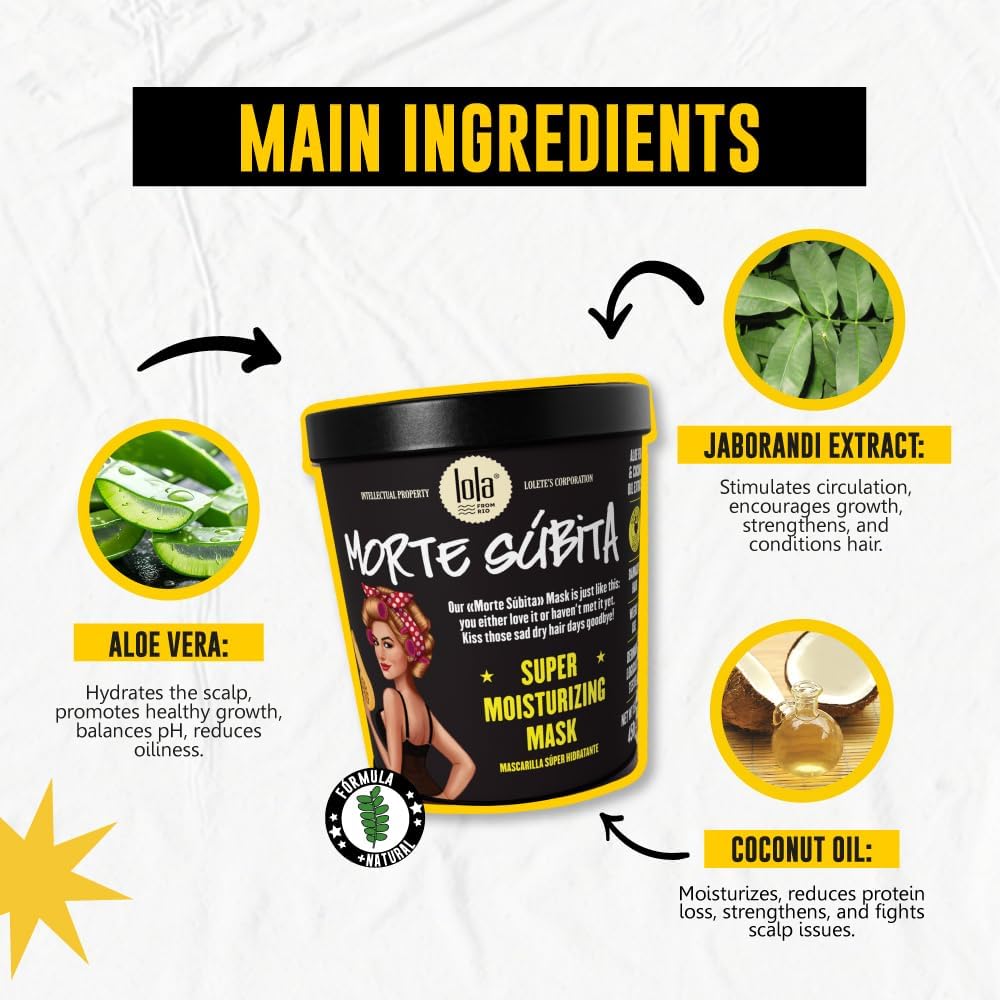 MAIN INGREDIENTS
JABORANDI EXTRACT:
Stimulates circulation,
encourages growth,
strengthens, and
conditions hair.
ALOE VERA:
Hydrates the scalp,
promotes healthy growth,
balances pH, reduces
oiliness.
INTELLECTUAL PROPERTY
lola®
FROM
RIO
LOLETE'S CORPORATION
MORTE SÚBITA
Our «Morte Súbita» Mask is just like this:
you either love it or haven't met it yet.
Kiss those sad dry hair days goodbye!
SUPER
MOISTURIZING
MASK
MASCARILLA SÚPER HIDRATANTE
FÓRMULA
+NATURAL
COCONUT OIL:
Moisturizes, reduces protein
loss, strengthens, and fights
scalp issues.